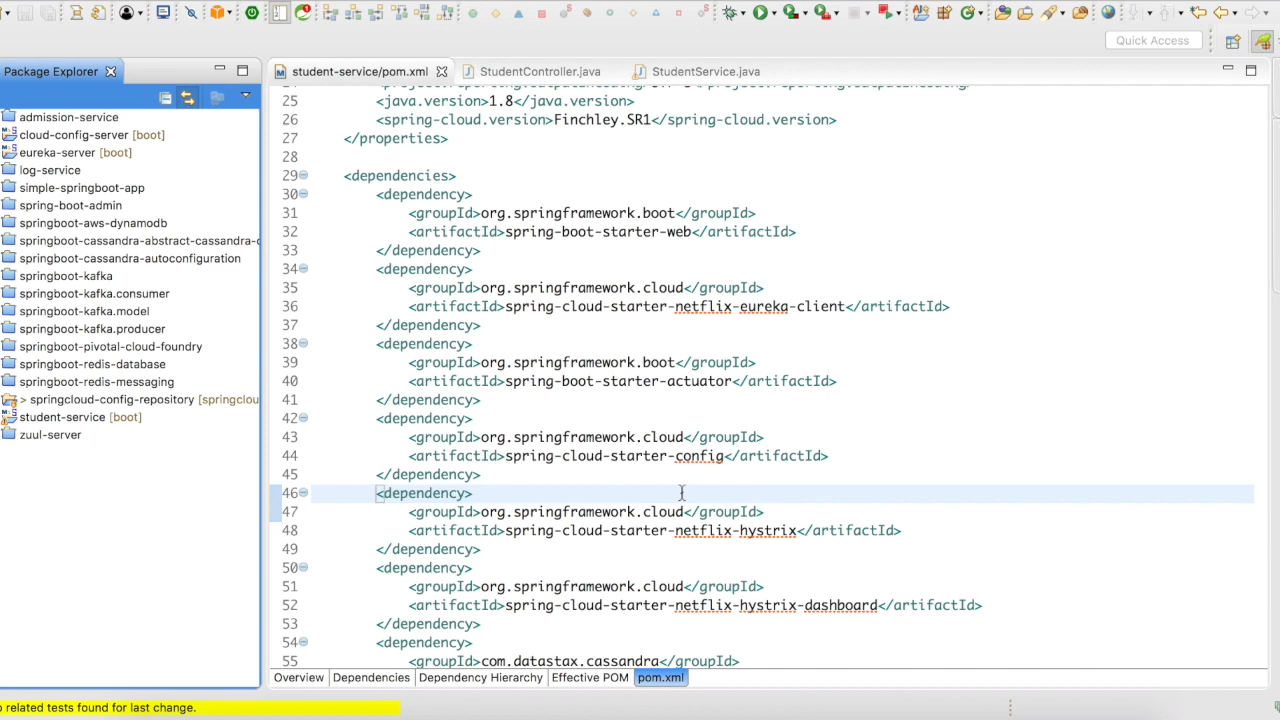 Quick Access
Package Explorer
student-service/pom.xml
StudentController.java
StudentService.java
admission-service
cloud-config-server [boot]
eureka-server [boot]
log-service
simple-springboot-app
spring-boot-admin
springboot-aws-dynamodb
springboot-cassandra-abstract-cassandra-c
springboot-cassandra-autoconfiguration
springboot-kafka
springboot-kafka.consumer
springboot-kafka.model
springboot-kafka.producer
springboot-pivotal-cloud-foundry
springboot-redis-database
springboot-redis-messaging
> springcloud-config-repository [springclou
student-service [boot]
zuul-server
25 <java.version>1.8</java.version>
26 <spring-cloud.version>Finchley.SR1</spring-cloud.version>
27 </properties>
28
29 <dependencies>
30 <dependency>
31 <groupId>org.springframework.boot</groupId>
32 <artifactId>spring-boot-starter-web</artifactId>
33 </dependency>
34 <dependency>
35 <groupId>org.springframework.cloud</groupId>
36 <artifactId>spring-cloud-starter-netflix-eureka-client</artifactId>
37 </dependency>
38 <dependency>
39 <groupId>org.springframework.boot</groupId>
40 <artifactId>spring-boot-starter-actuator</artifactId>
41 </dependency>
42 <dependency>
43 <groupId>org.springframework.cloud</groupId>
44 <artifactId>spring-cloud-starter-config</artifactId>
45 </dependency>
46 <dependency>
47 <groupId>org.springframework.cloud</groupId>
48 <artifactId>spring-cloud-starter-netflix-hystrix</artifactId>
49 </dependency>
50 <dependency>
51 <groupId>org.springframework.cloud</groupId>
52 <artifactId>spring-cloud-starter-netflix-hystrix-dashboard</artifactId>
53 </dependency>
54 <dependency>
55 <groupId>com.datastax.cassandra</groupId>
Overview Dependencies Dependency Hierarchy Effective POM pom.xml
related tests found for last change.